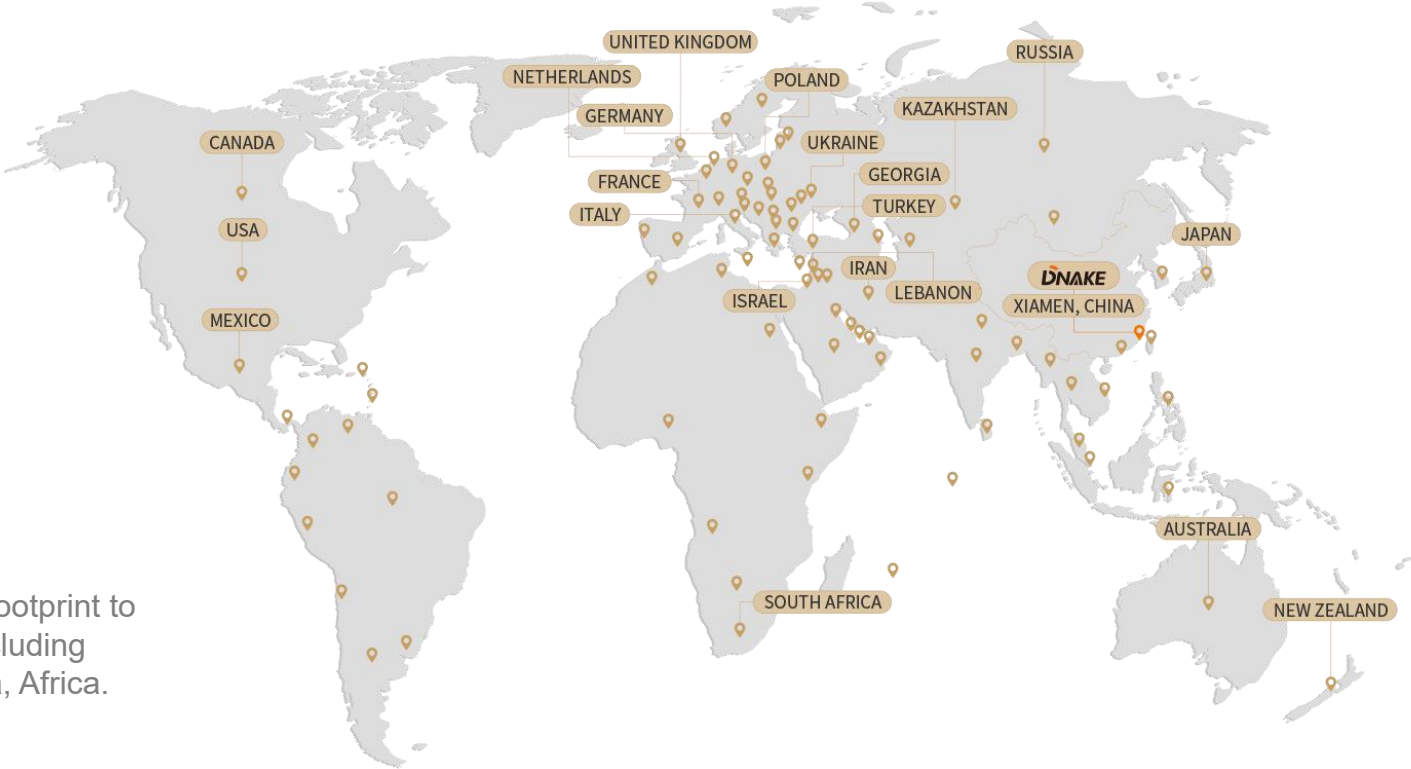 UNITED KINGDOM
RUSSIA
NETHERLANDS
POLAND
KAZAKHSTAN
GERMANY
CANADA
UKRAINE
GEORGIA
FRANCE
TURKEY
ITALY
USA
JAPAN
IRAN
DNAKE
LEBANON
ISRAEL
XIAMEN, CHINA
MEXICO
AUSTRALIA
SOUTH AFRICA
NEW ZEALAND
ootprint to
luding
, Africa.